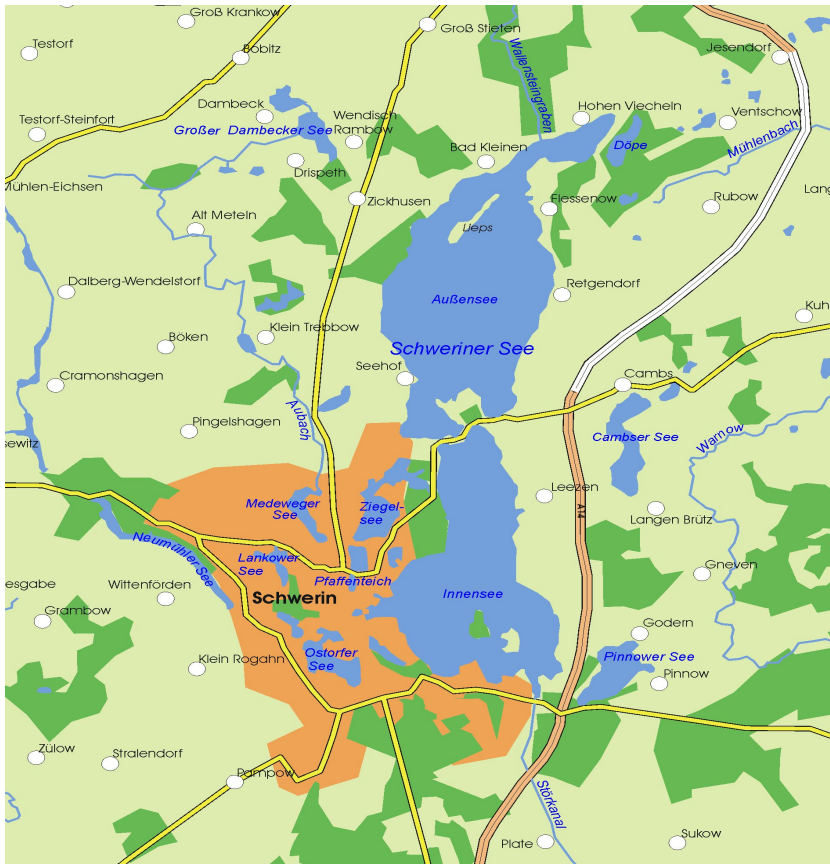 Groß Krankow
Groß Stieten
Testorf
Bobitz
Jesendorf
Wallensteingraben
Dambeck
Wendisch
Rambow
Hohen Viecheln
Ventschow
Testorf-Steinfort
Großer Dambecker See
Döpe
Mühlenbach
Drispeth
Bad Kleinen
Mühlen-Eichsen
Zickhusen
Flessenow
Rubow
Lang
Alt Meteln
Lieps
Dalberg-Wendelstorf
Außensee
Retgendorf
Kuh
Klein Trebbow
Böken
Schweriner See
Seehof
Cambs
Cramonshagen
Aubach
Pingelshagen
sewitz
Cambser See
Warnow
Medeweger
See
Ziegel-
see
Leezen
A14
Langen Brütz
Neumühler See
Lankower
See
Pfaffenteich
Gneven
esgabe
Wittenförden
Schwerin
Innensee
Grambow
Godern
Ostorfer
See
Klein Rogahn
Pinnower See
Pinnow
Zülow
Stralendorf
Pampow
Störkanal
Plate
Sukow